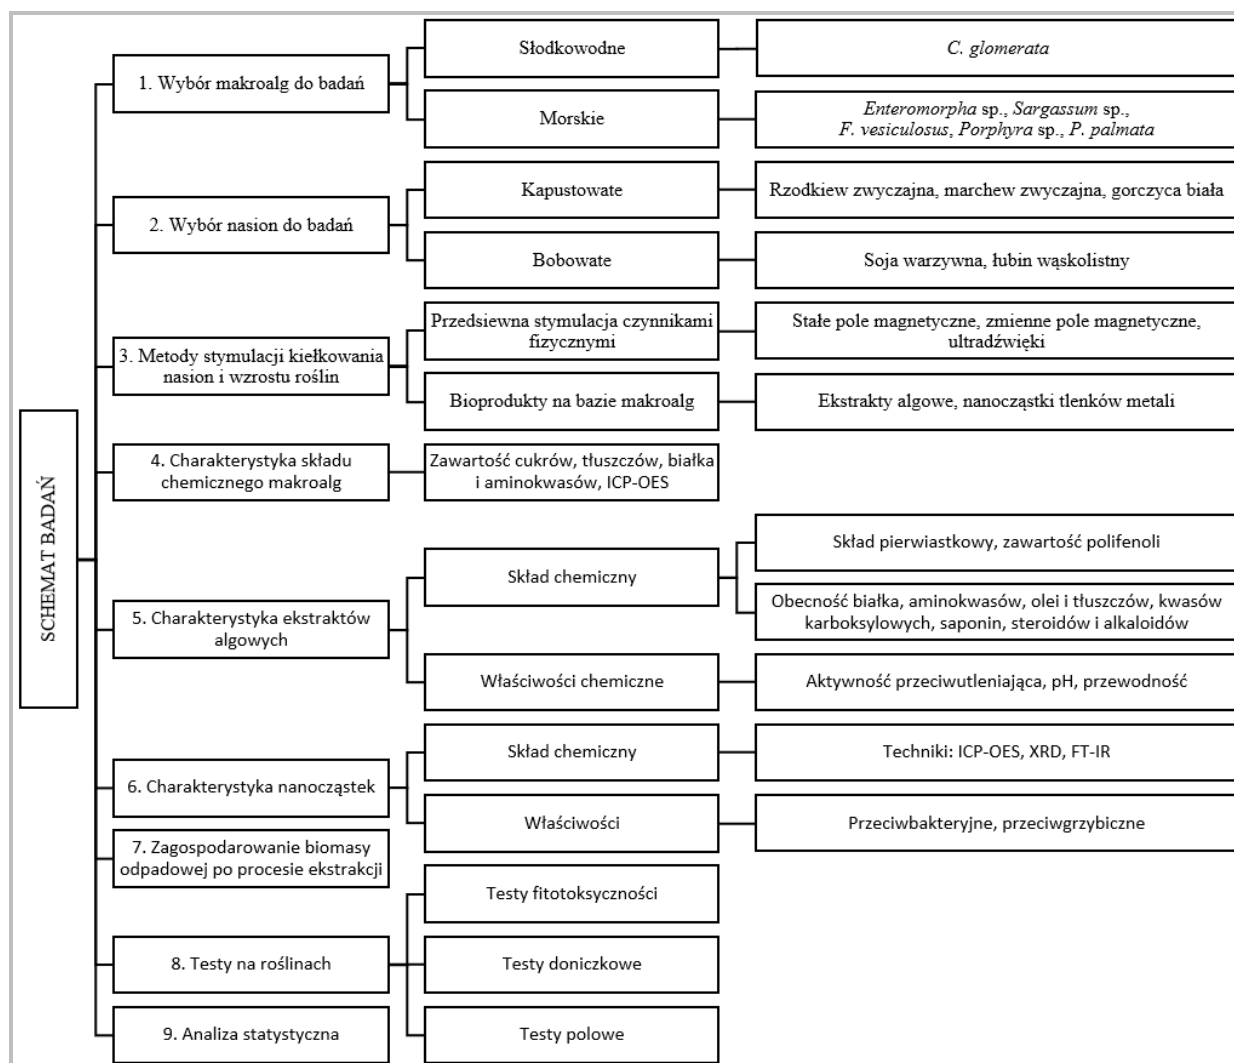 SCHEMAT BADAŃ
1. Wybór makroalg do badań
Słodkowodne
C. glomerata
Morskie
Enteromorpha sp., Sargassum sp.,
F. vesiculosus, Porphyra sp., P. palmata
2. Wybór nasion do badań
Kapustowate
Rzodkiew zwyczajna, marchew zwyczajna, gorczyca biała
Bobowate
Soja warzywna, łubin wąskolistny
3. Metody stymulacji kiełkowania
nasion i wzrostu roślin
Przedsiewna stymulacja czynnikami
fizycznymi
Stałe pole magnetyczne, zmienne pole magnetyczne,
ultradźwięki
Bioprodukty na bazie makroalg
Ekstrakty algowe, nanocząstki tlenków metali
4. Charakterystyka składu
chemicznego makroalg
Zawartość cukrów, tłuszczów, białka
i aminokwasów, ICP-OES
5. Charakterystyka ekstraktów
algowych
Skład chemiczny
Skład pierwiastkowy, zawartość polifenoli
Obecność białka, aminokwasów, olei i tłuszczów, kwasów
karboksylowych, saponin, steroidów i alkaloidów
Właściwości chemiczne
Aktywność przeciwutleniająca, pH, przewodność
6. Charakterystyka nanocząstek
Skład chemiczny
Techniki: ICP-OES, XRD, FT-IR
Właściwości
Przeciwbakteryjne, przeciwgrzybiczne
7. Zagospodarowanie biomasy
odpadowej po procesie ekstrakcji
8. Testy na roślinach
Testy fitotoksyczności
Testy doniczkowe
Testy polowe
9. Analiza statystyczna